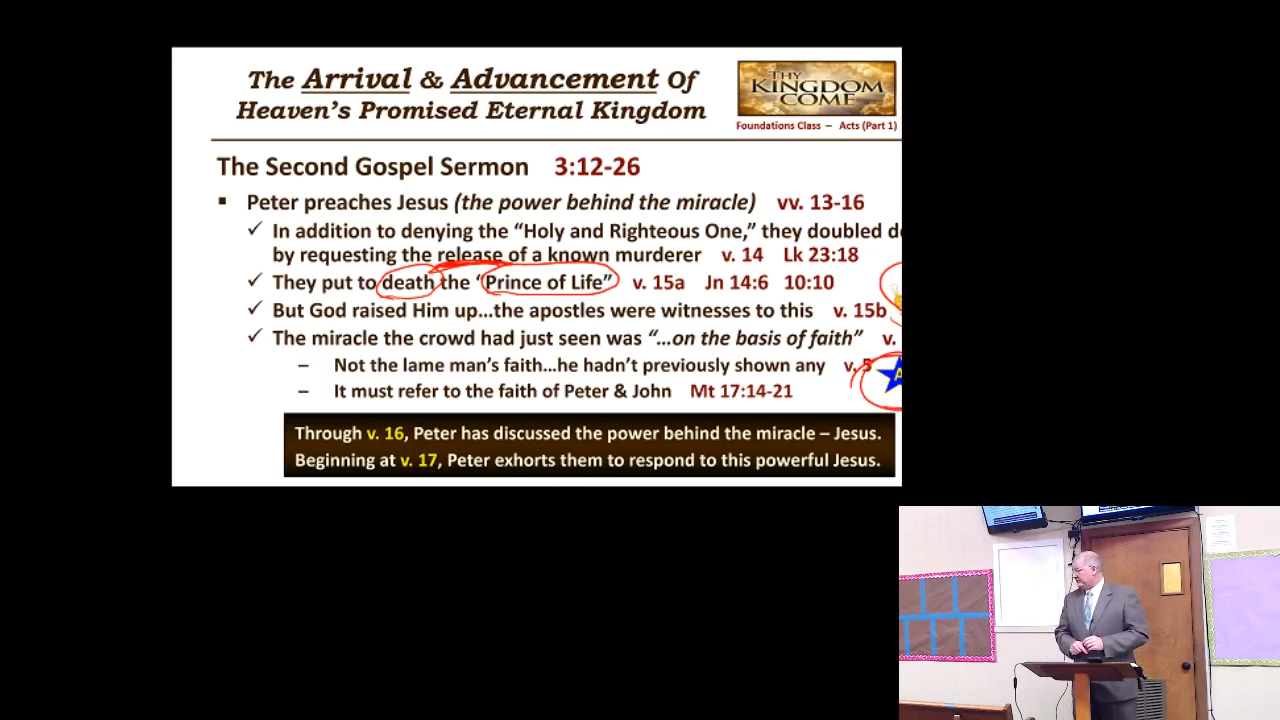 The Arrival & Advancement Of
Heaven's Promised Eternal Kingdom
THY
KINGDOM
COME
Foundations Class – Acts (Part 1)
The Second Gospel Sermon 3:12-26
▪ Peter preaches Jesus (the power behind the miracle) vv. 13-16
✓ In addition to denying the “Holy and Righteous One,” they doubled d
by requesting the release of a known murderer v. 14 Lk 23:18
✓ They put to death the “Prince of Life” v. 15a Jn 14:6 10:10
✓ But God raised Him up…the apostles were witnesses to this v. 15b
✓ The miracle the crowd had just seen was “…on the basis of faith” v.
– Not the lame man’s faith…he hadn’t previously shown any v. 5
– It must refer to the faith of Peter & John Mt 17:14-21
A
Through v. 16, Peter has discussed the power behind the miracle – Jesus.
Beginning at v. 17, Peter exhorts them to respond to this powerful Jesus.